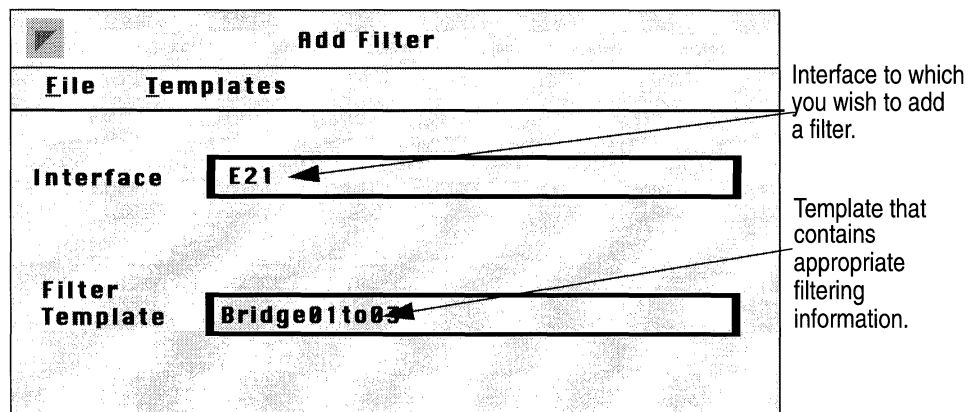 Add Filter
File Templates
Interface to which
you wish to add
a filter.
Interface E21
Template that
contains
appropriate
filtering
information.
Filter
Template Bridge01to03